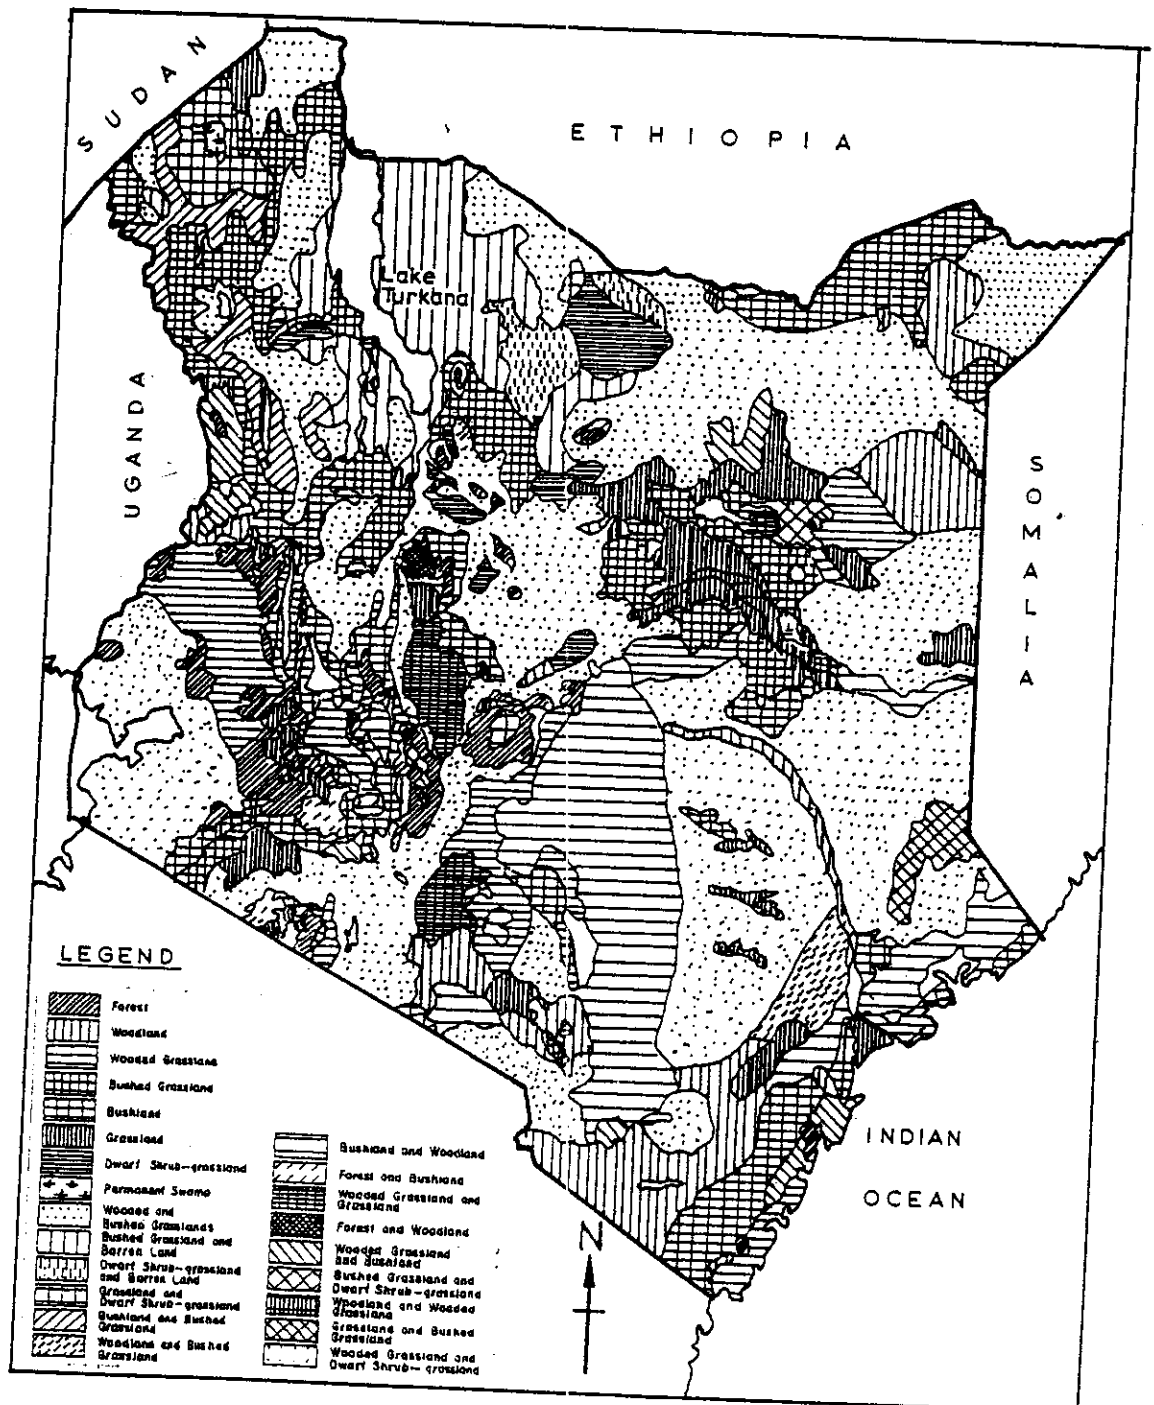 SUDAN
ETHIOPIA
Lake
Turkana
UGANDA
SOMALIA
LEGEND
Forest
Woodland
Wooded Grassland
Bushed Grassland
Bushland
Grassland
Dwarf Shrub-grassland
Permanent Swamp
Wooded and
Bushed Grasslands
Bushed Grassland and
Barren Land
Dwarf Shrub-grassland
and Barren Land
Grassland and
Dwarf Shrub-grassland
Bushland and Bushed
Grassland
Woodland and Bushed
Grassland
Bushland and Woodland
Forest and Bushland
Wooded Grassland and
Grassland
Forest and Woodland
Wooded Grassland
and Bushland
Bushed Grassland and
Dwarf Shrub-grassland
Woodland and Wooded
Grassland
Grassland and Bushed
Grassland
Wooded Grassland and
Dwarf Shrub-grassland
N
INDIAN
OCEAN